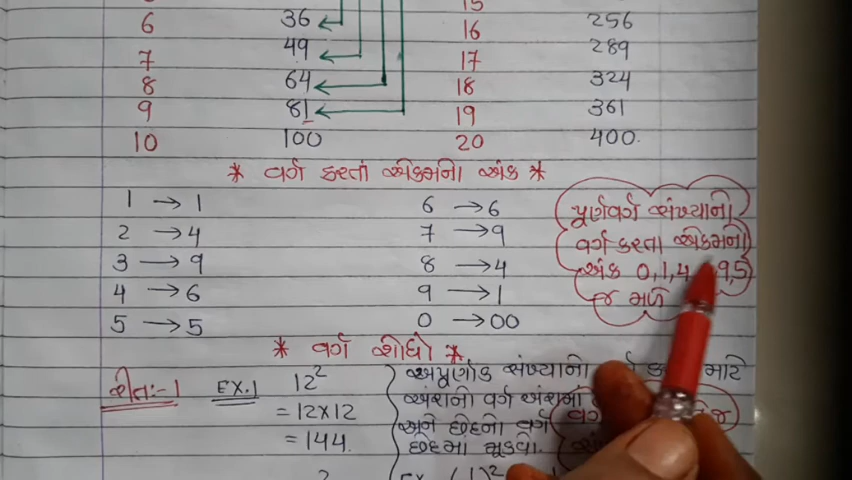 15
6 36 16 256
7 49 17 289
8 64 18 324
9 81 19 361
10 100 20 400.
* વર્ગ કરતાં એકમનો અંક *
1 → 1 6 → 6
2 → 4 7 → 9
3 → 9 8 → 4
4 → 6 9 → 1
5 → 5 0 → 00
પૂર્ણવર્ગ સંખ્યાનો
વર્ગ કરતા એકમનો
અંક 0,1,4 9,5
જ મળે
* વર્ગ શોધો *
રીત:-1 EX.1 12²
= 12×12
= 144.
અપૂર્ણાંક સંખ્યાનો માટે
અંશનો વર્ગ અંશમાં
અને છેદનો વર્ગ
છેદમાં મૂકવો.
વર્ગ જ